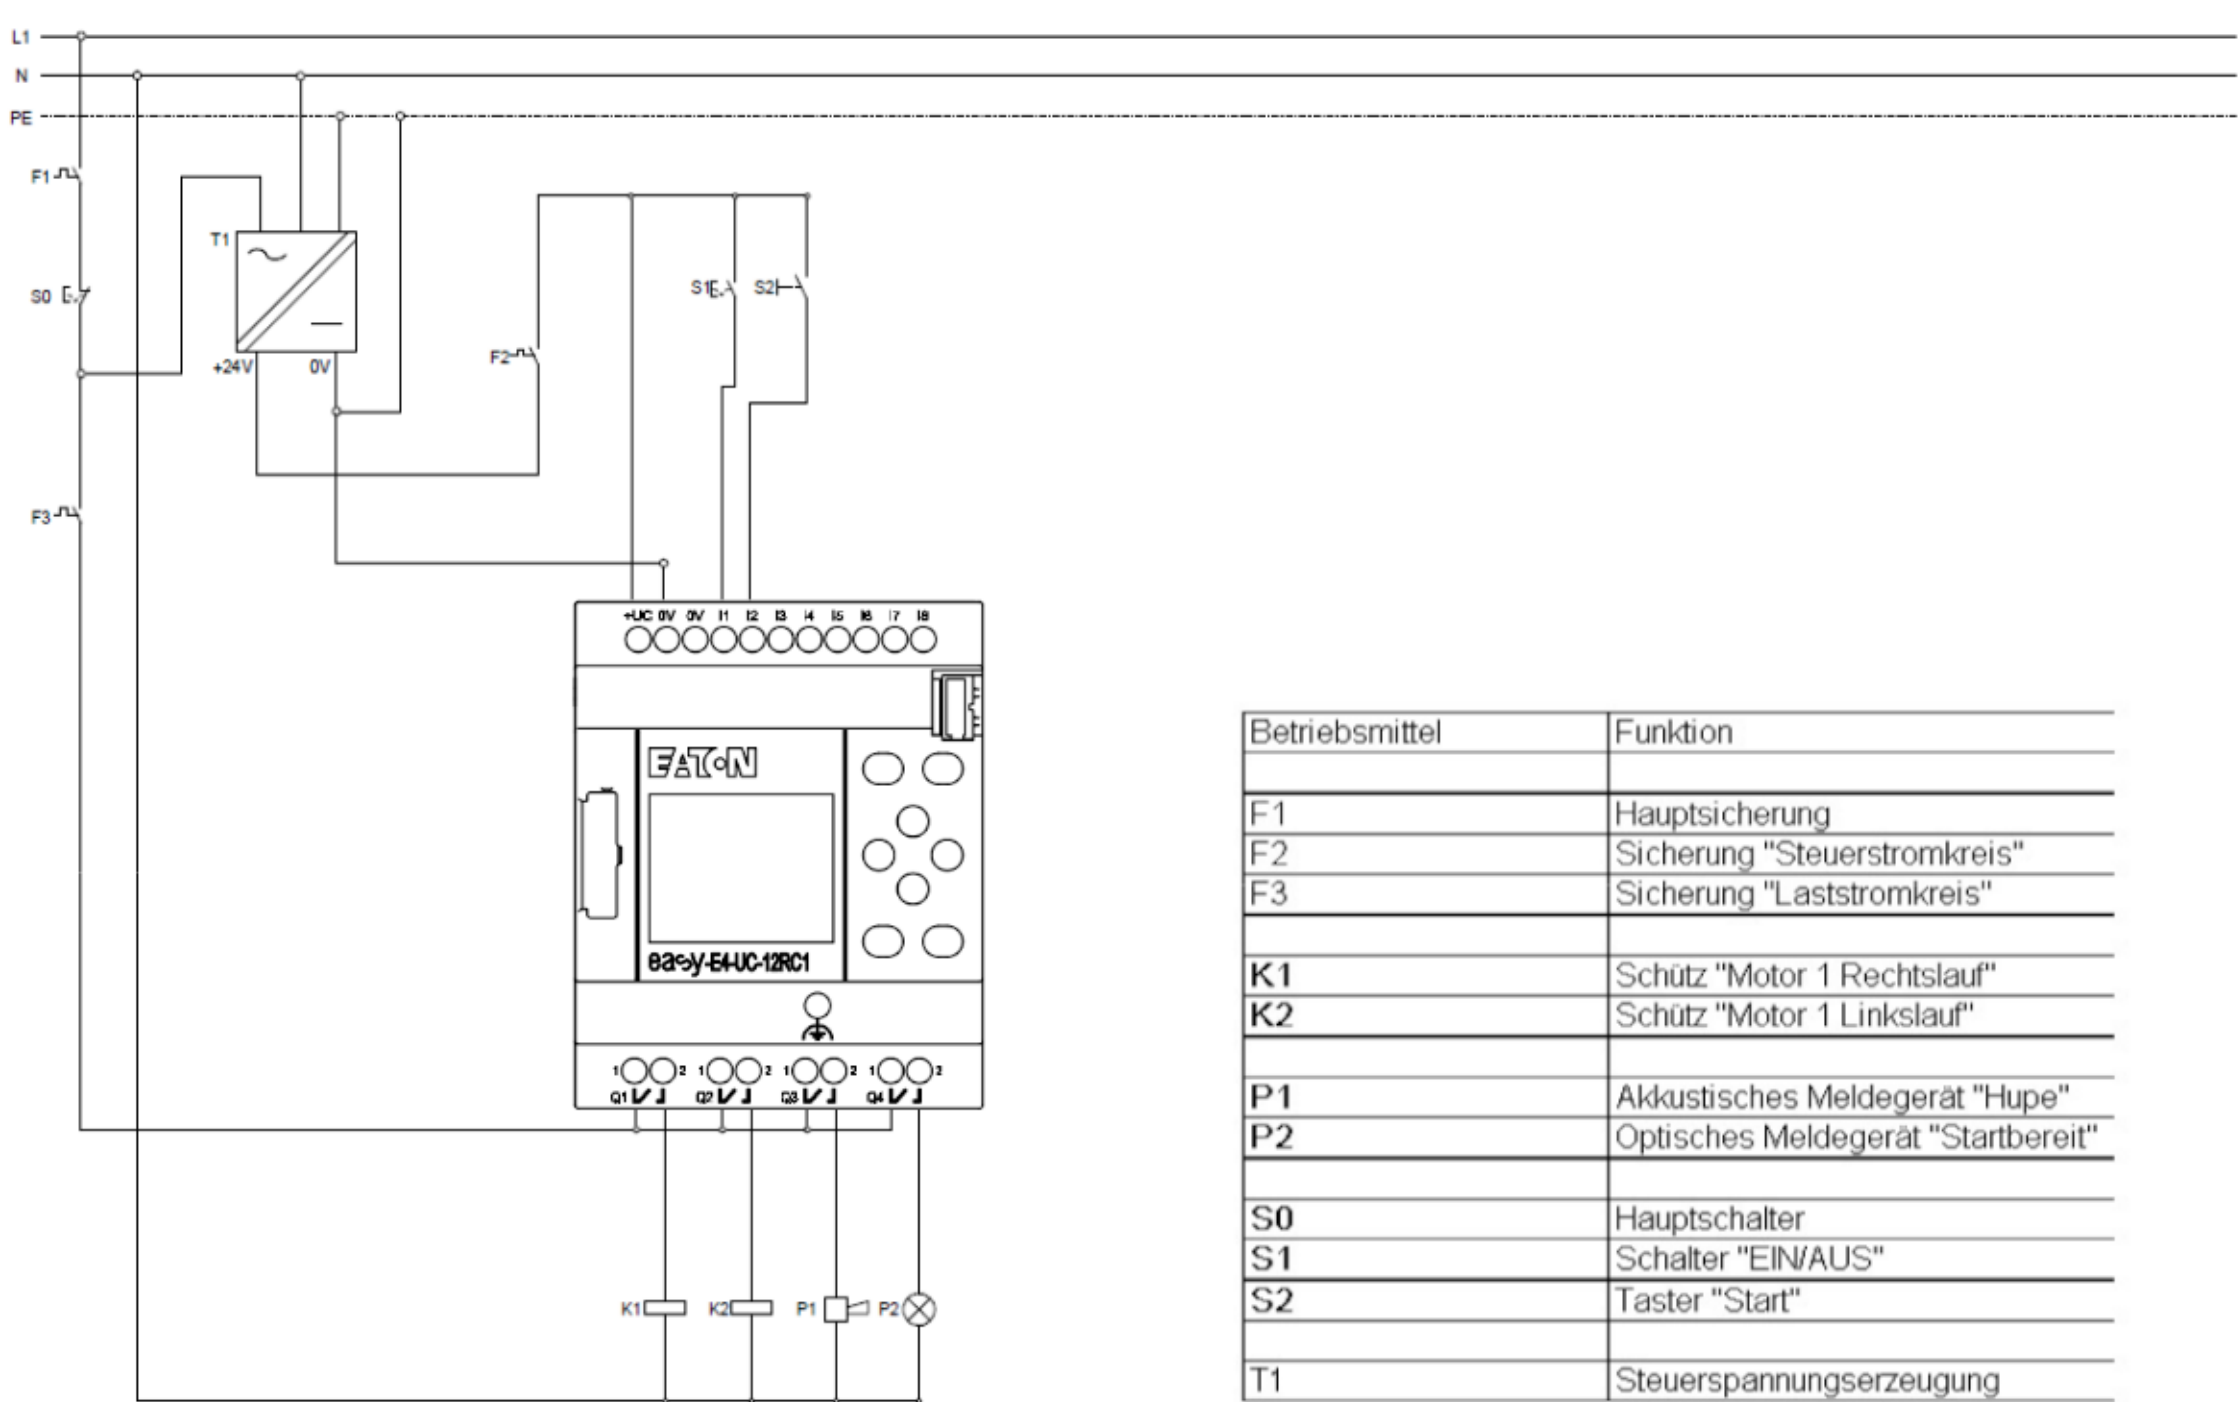 L1
N
PE
F1
T1
S0
S1
S2
F2
+24V
0V
F3
+UC 0V 0V I1 I2 I3 I4 I5 I6 I7 I8
EATON
easy-E4-UC-12RC1
1 2 1 2 1 2 1 2
Q1 Q2 Q3 Q4
K1
K2
P1
P2
Betriebsmittel Funktion
F1 Hauptsicherung
F2 Sicherung "Steuerstromkreis"
F3 Sicherung "Laststromkreis"
K1 Schütz "Motor 1 Rechtslauf"
K2 Schütz "Motor 1 Linkslauf"
P1 Akkustisches Meldegerät "Hupe"
P2 Optisches Meldegerät "Startbereit"
S0 Hauptschalter
S1 Schalter "EIN/AUS"
S2 Taster "Start"
T1 Steuerspannungserzeugung